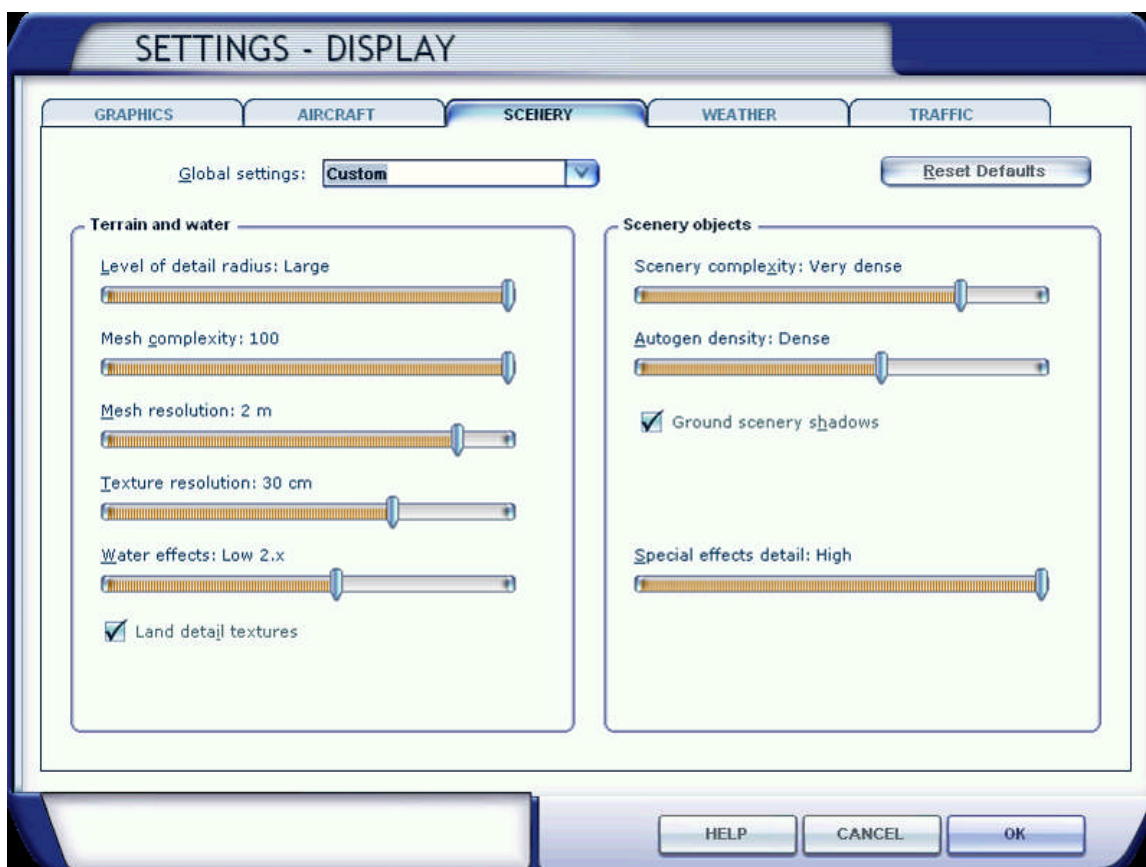 SETTINGS - DISPLAY
GRAPHICS
AIRCRAFT
SCENERY
WEATHER
TRAFFIC
Global settings: Custom
Reset Defaults
Terrain and water
Level of detail radius: Large
Mesh complexity: 100
Mesh resolution: 2 m
Texture resolution: 30 cm
Water effects: Low 2.x
Land detail textures
Scenery objects
Scenery complexity: Very dense
Autogen density: Dense
Ground scenery shadows
Special effects detail: High
HELP
CANCEL
OK